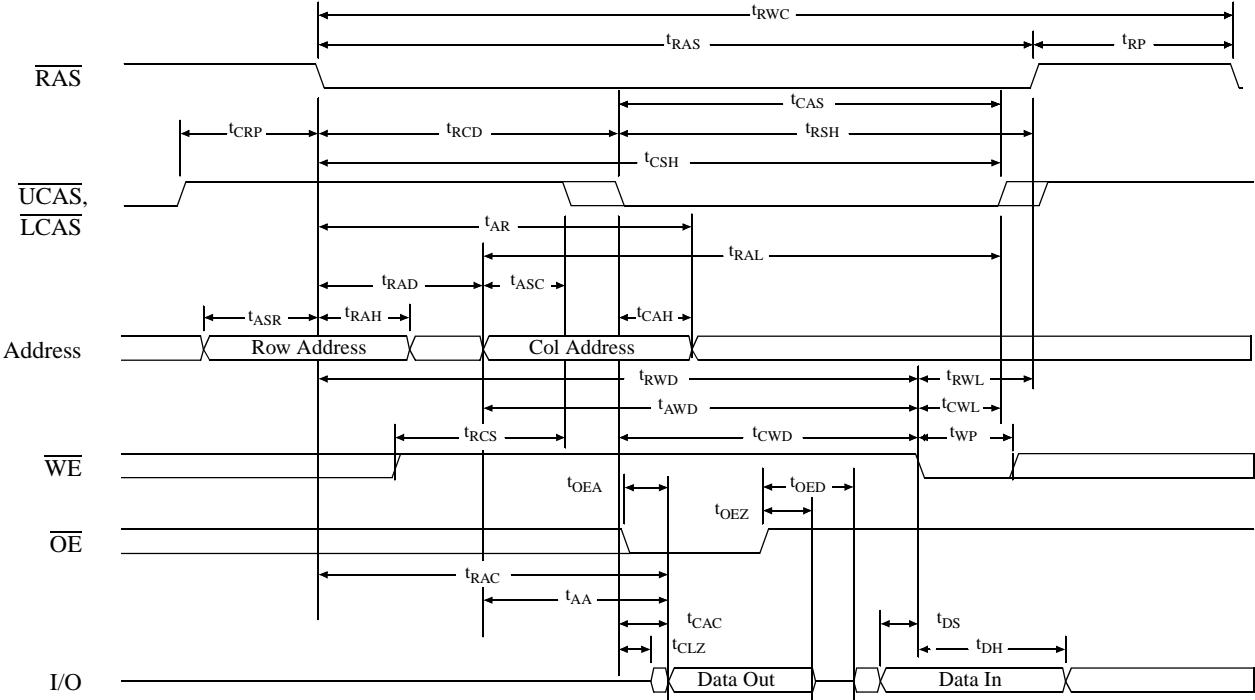 tRWC
tRAS tRP
RAS
tCAS
tCRP tRCD tRSH
tCSH
UCAS,
LCAS
tAR
tRAL
tRAD tASC
tASR tRAH tCAH
Address Row Address Col Address
tRWD tRWL
tAWD tCWL
tRCS tCWD tWP
WE
tOEA tOED
tOEZ
OE
tRAC
tAA
tCAC tDS
tCLZ tDH
I/O Data Out Data In